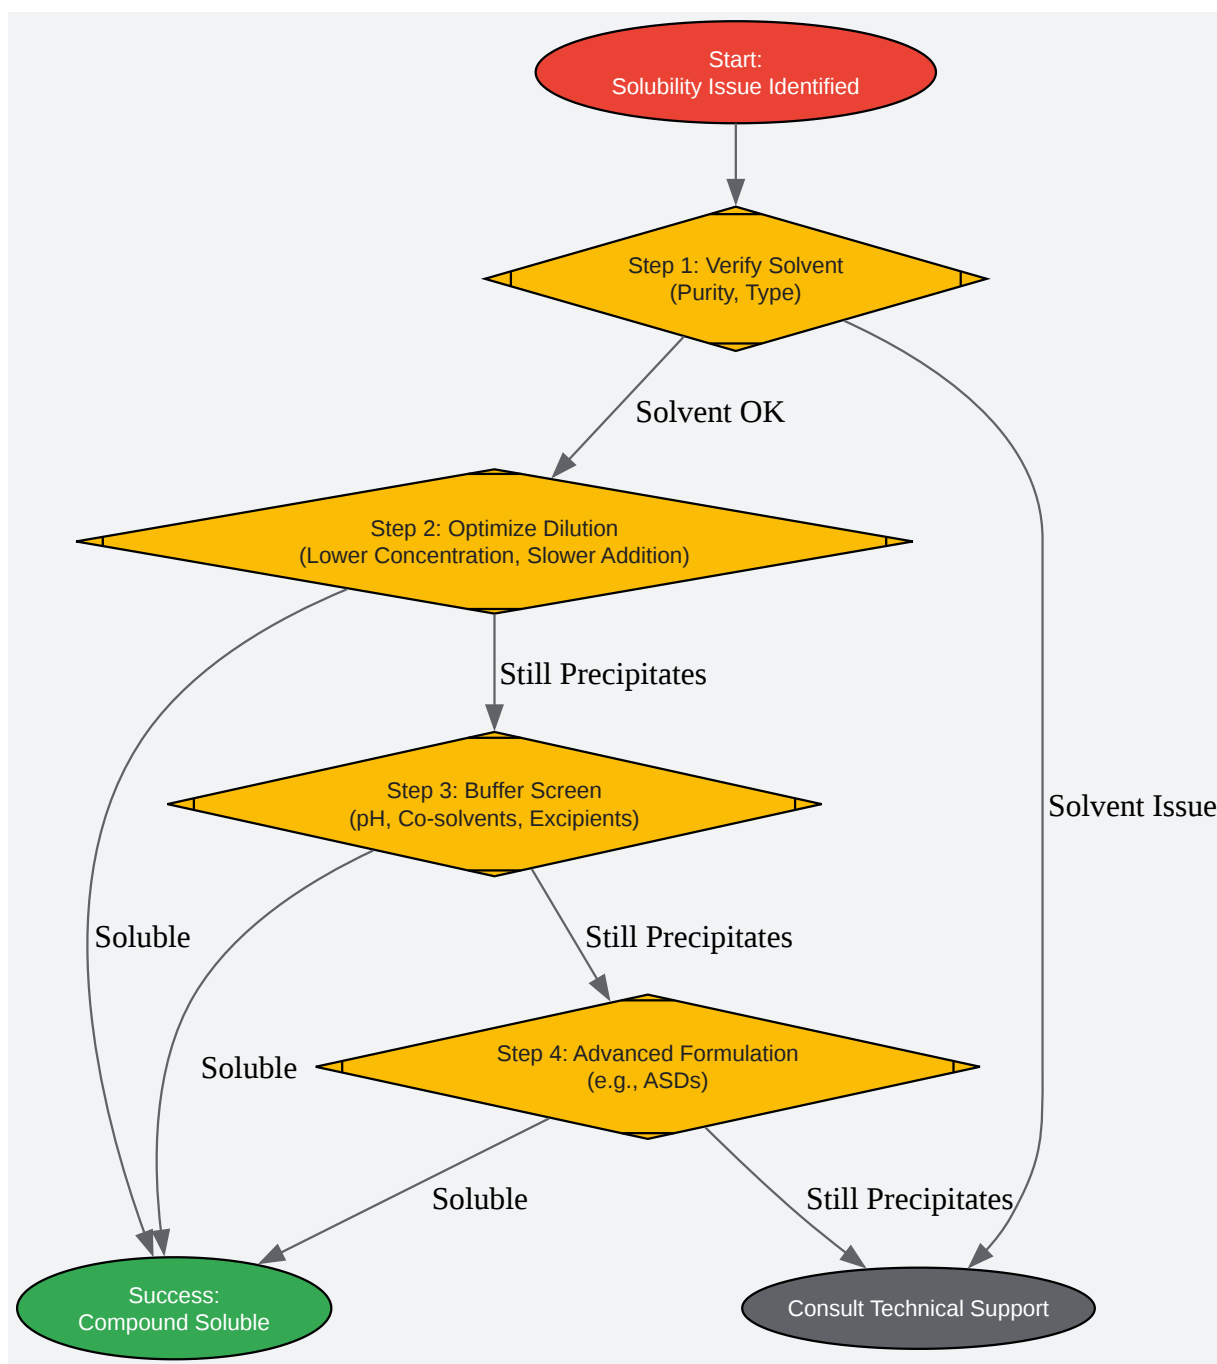 Start:
Solubility Issue Identified
Step 1: Verify Solvent
(Purity, Type)
Solvent OK
Step 2: Optimize Dilution
(Lower Concentration, Slower Addition)
Still Precipitates
Step 3: Buffer Screen
(pH, Co-solvents, Excipients)
Solvent Issue
Soluble
Still Precipitates
Step 4: Advanced Formulation
(e.g., ASDs)
Soluble
Soluble
Still Precipitates
Success:
Compound Soluble
Consult Technical Support